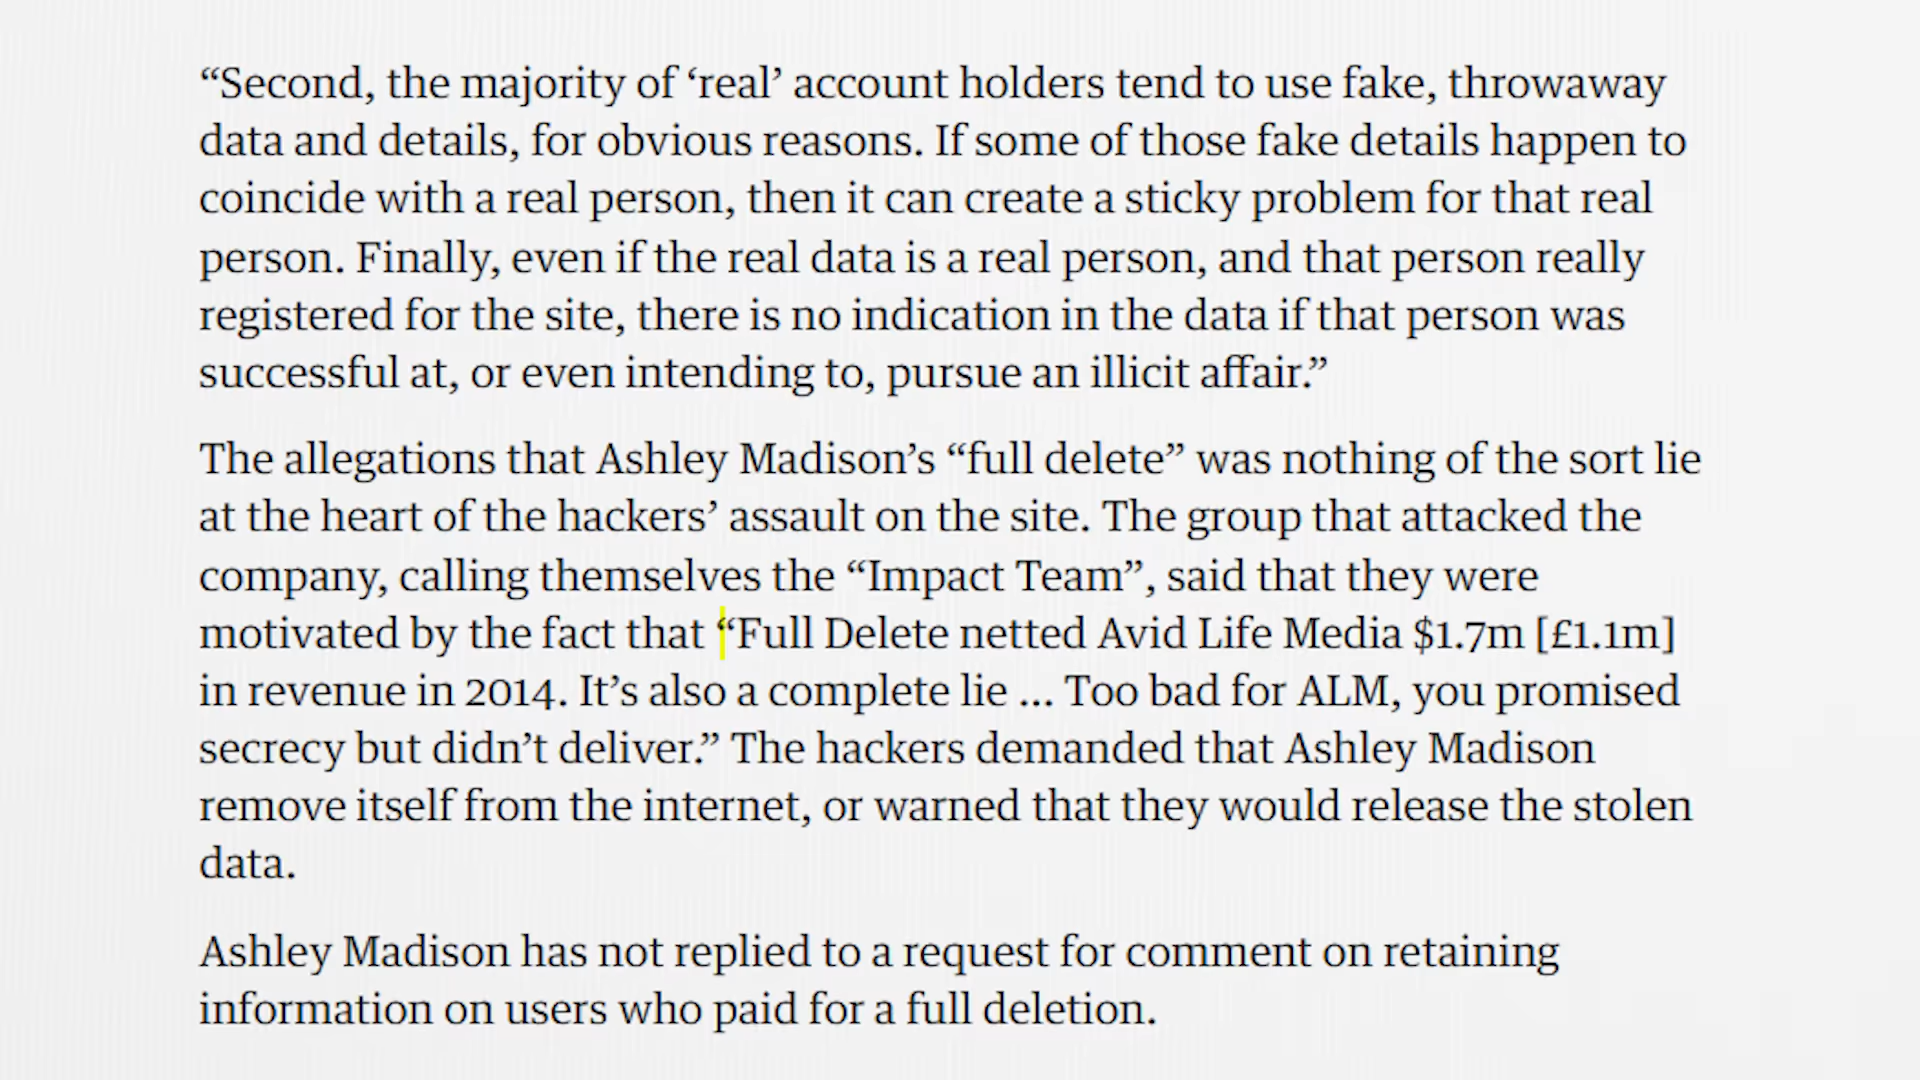 “Second, the majority of ‘real’ account holders tend to use fake, throwaway
data and details, for obvious reasons. If some of those fake details happen to
coincide with a real person, then it can create a sticky problem for that real
person. Finally, even if the real data is a real person, and that person really
registered for the site, there is no indication in the data if that person was
successful at, or even intending to, pursue an illicit affair.”
The allegations that Ashley Madison’s “full delete” was nothing of the sort lie
at the heart of the hackers’ assault on the site. The group that attacked the
company, calling themselves the “Impact Team”, said that they were
motivated by the fact that “Full Delete netted Avid Life Media $1.7m [£1.1m]
in revenue in 2014. It’s also a complete lie ... Too bad for ALM, you promised
secrecy but didn’t deliver.” The hackers demanded that Ashley Madison
remove itself from the internet, or warned that they would release the stolen
data.
Ashley Madison has not replied to a request for comment on retaining
information on users who paid for a full deletion.